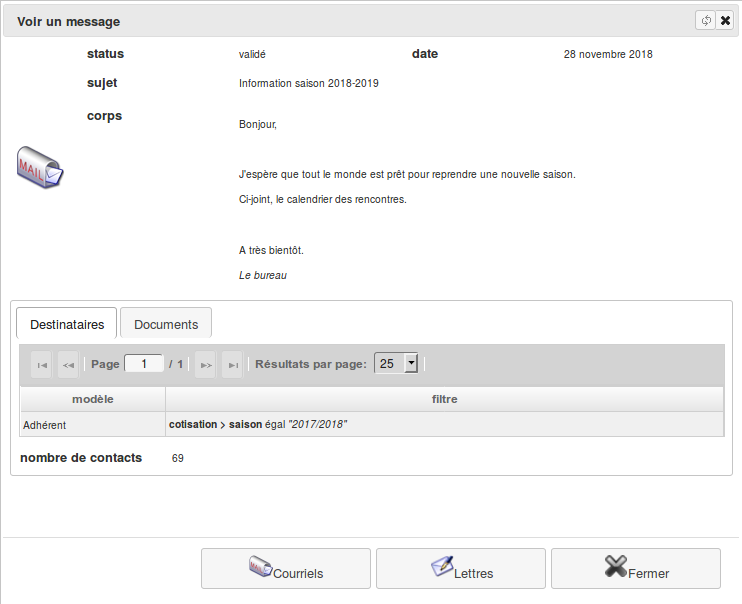 Voir un message
status validé date 28 novembre 2018
sujet Information saison 2018-2019
corps
Bonjour,
MAIL
J'espère que tout le monde est prêt pour reprendre une nouvelle saison.
Ci-joint, le calendrier des rencontres.
A très bientôt.
Le bureau
Destinataires Documents
Page 1 / 1 Résultats par page: 25
modèle filtre
Adhérent cotisation > saison égal "2017/2018"
nombre de contacts 69
Courriels Lettres Fermer